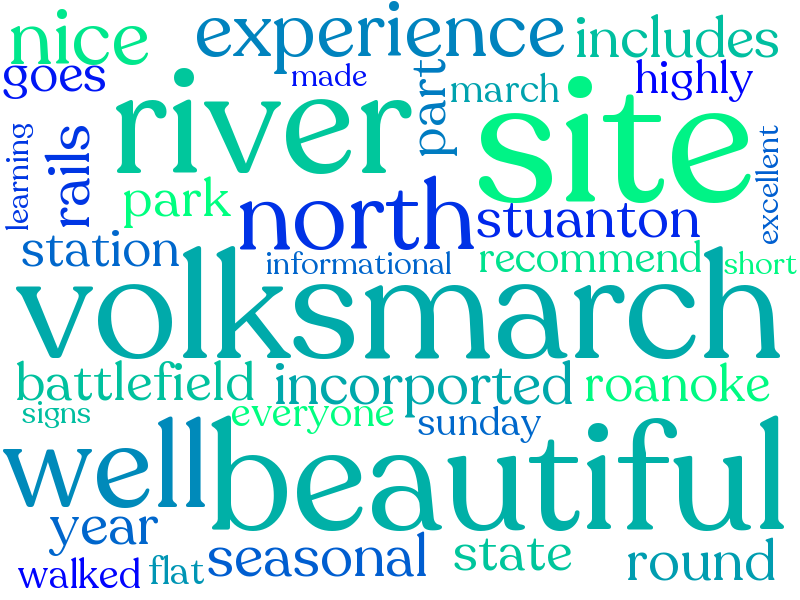 nice
experience
includes
goes
made
part
march
highly
river
site
learning
rails
park
north
stuanton
excellent
station
informational
recommend
short
volksmarch
battlefield
incorported
roanoke
signs
everyone
sunday
well
beautiful
year
seasonal
state
round
walked
flat